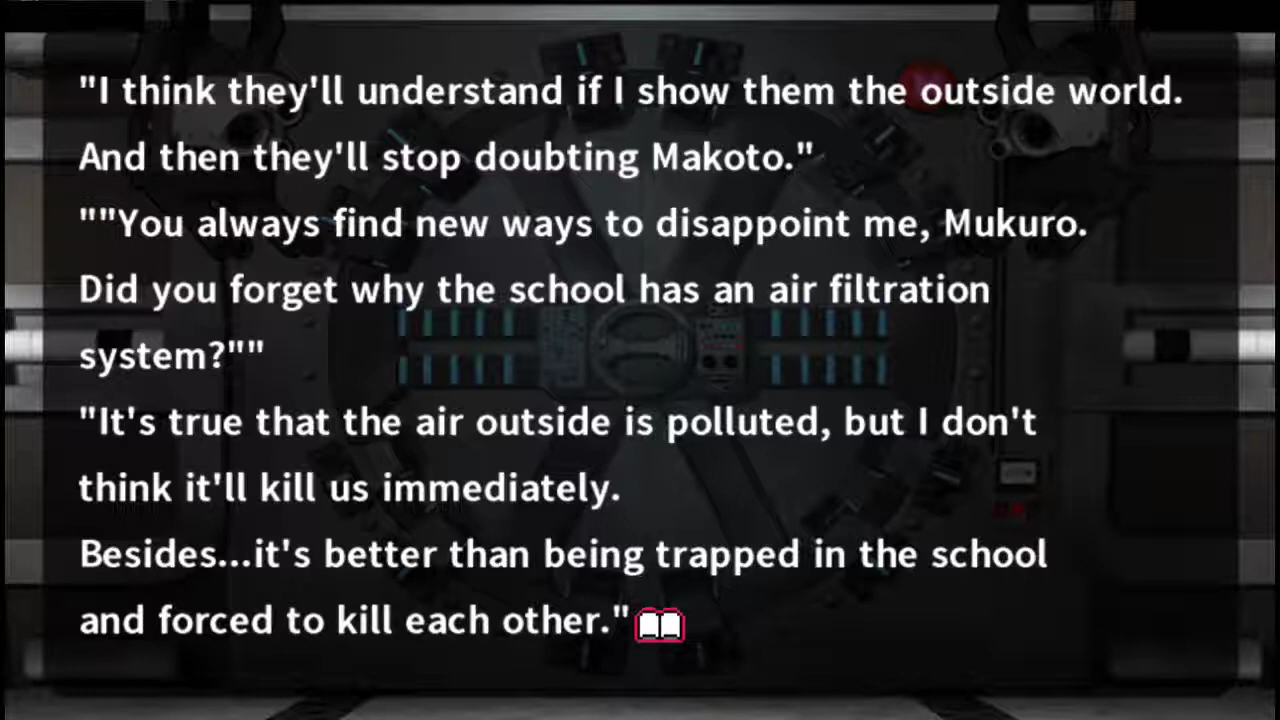 "I think they'll understand if I show them the outside world.
And then they'll stop doubting Makoto."
""You always find new ways to disappoint me, Mukuro.
Did you forget why the school has an air filtration
system?""
"It's true that the air outside is polluted, but I don't
think it'll kill us immediately.
Besides...it's better than being trapped in the school
and forced to kill each other."